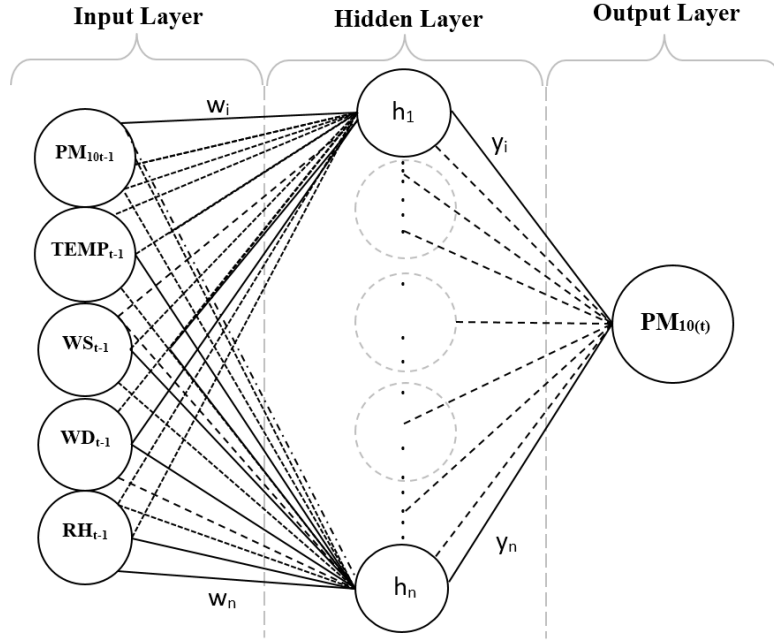 Input Layer
Hidden Layer
Output Layer
PM10t-1
TEMPt-1
WSt-1
WDt-1
RHt-1
wi
wn
h1
hn
yi
yn
PM10(t)